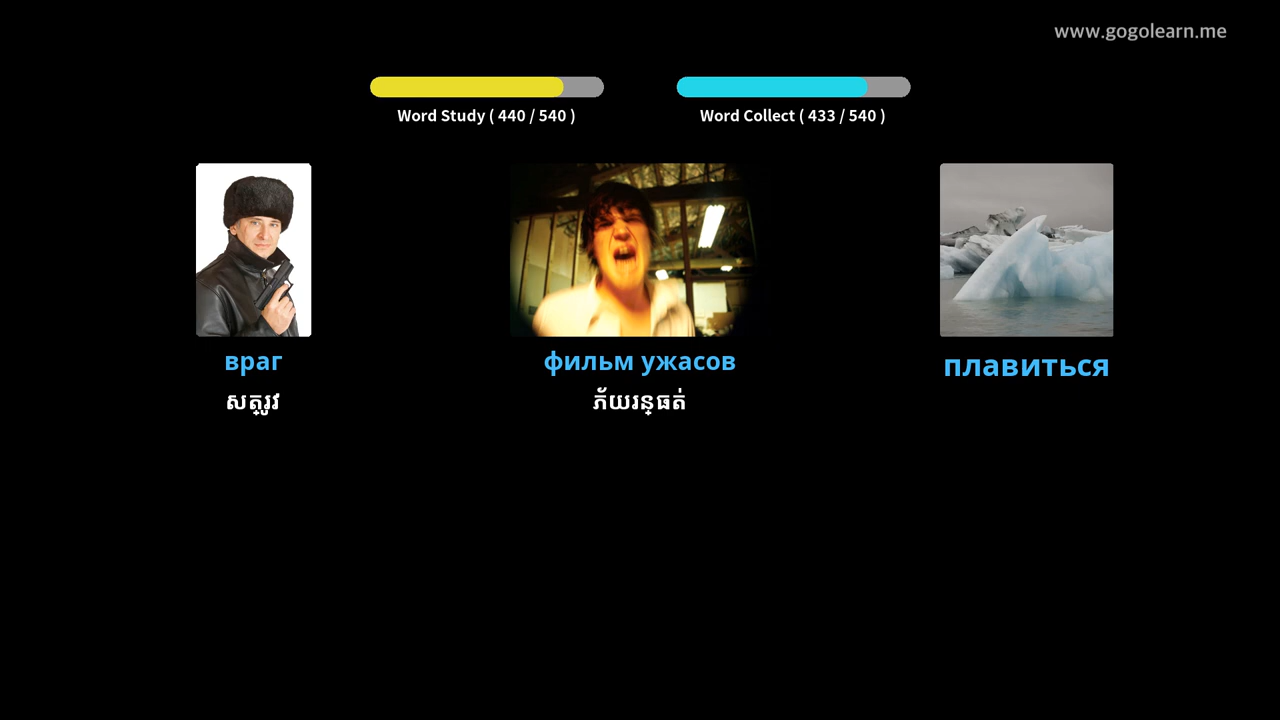 www.gogolearn.me
Word Study ( 440 / 540 )
Word Collect ( 433 / 540 )
враг
фильм ужасов
плавиться
សត្រូវ
ភ័យរន្ធត់